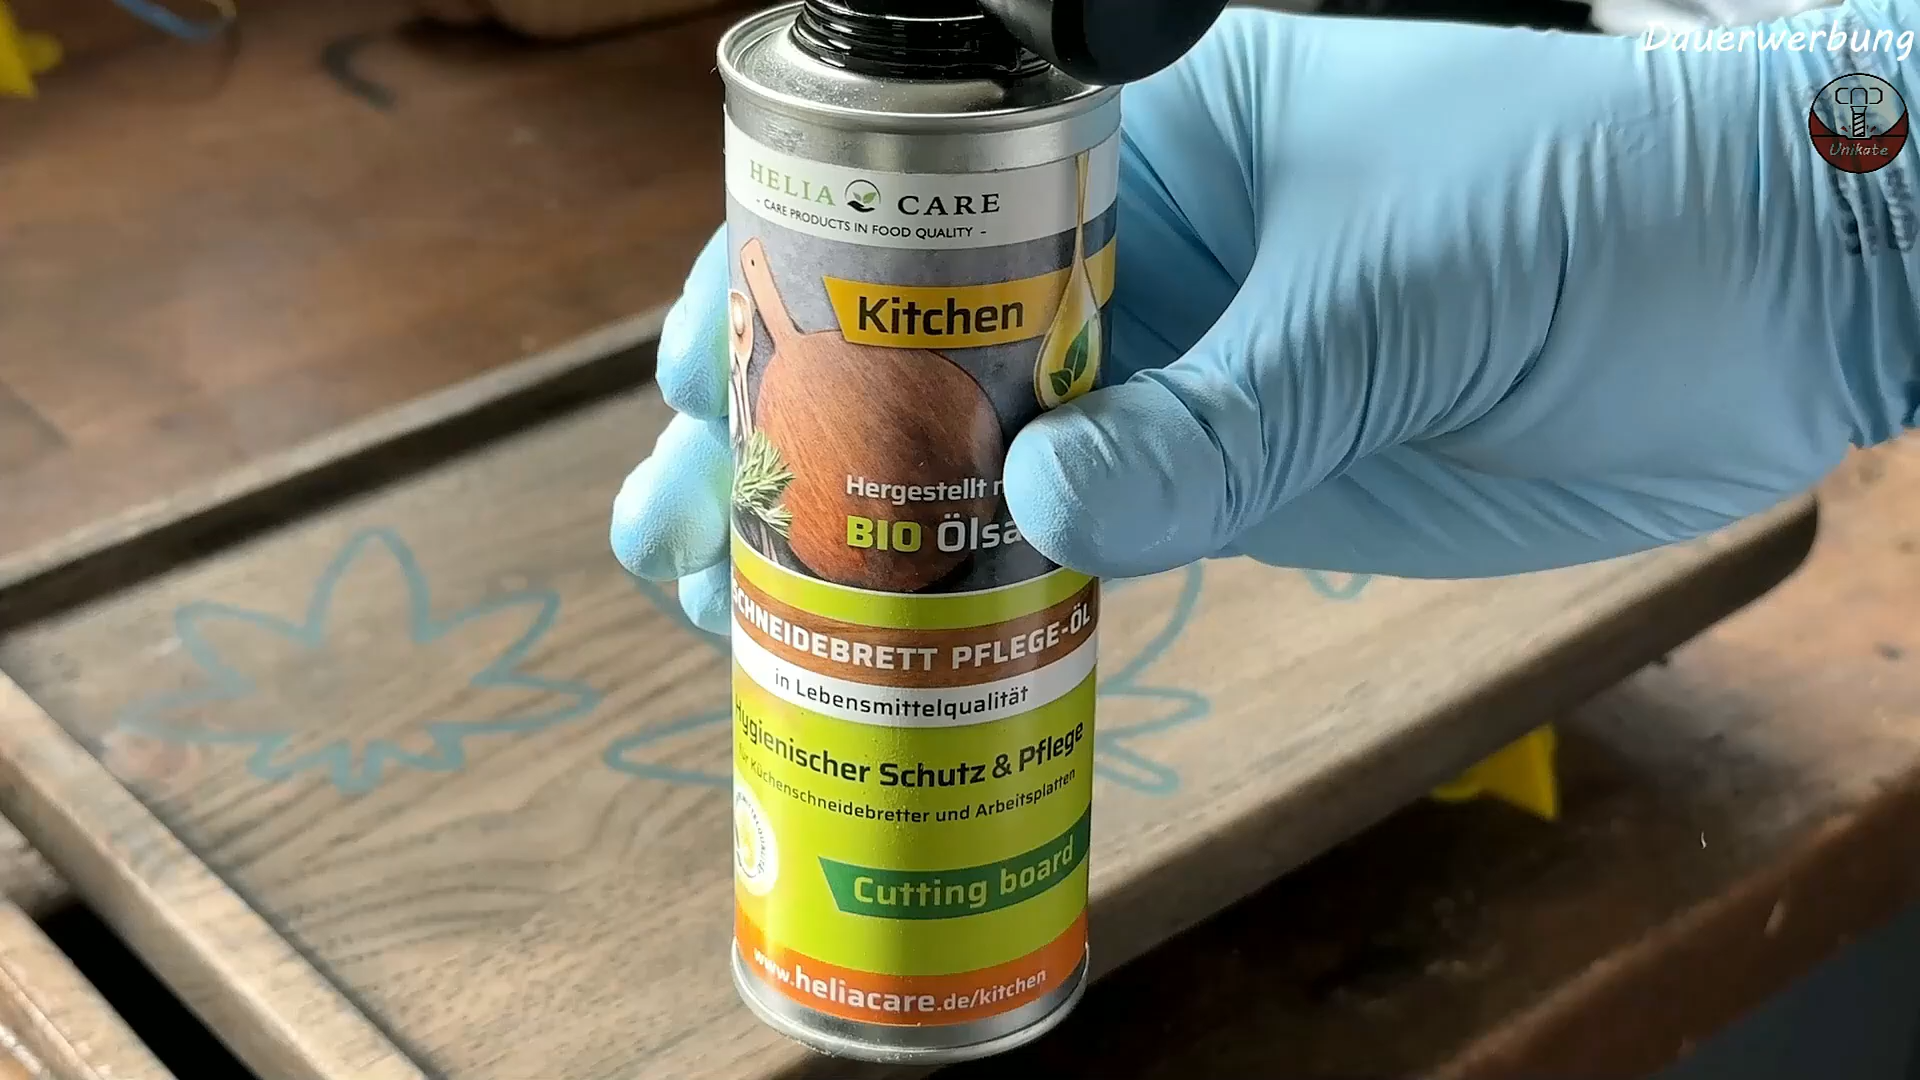 Dauerwerbung
Unikate
HELIA CARE
- CARE PRODUCTS IN FOOD QUALITY -
Kitchen
Hergestellt
BIO
SCHNEIDEBRETT PFLEGE-ÖL
in Lebensmittelqualität
Hygienischer Schutz & Pflege
für Küchenschneidebretter und Arbeitsplatten
Cutting board
www.heliacare.de/kitchen